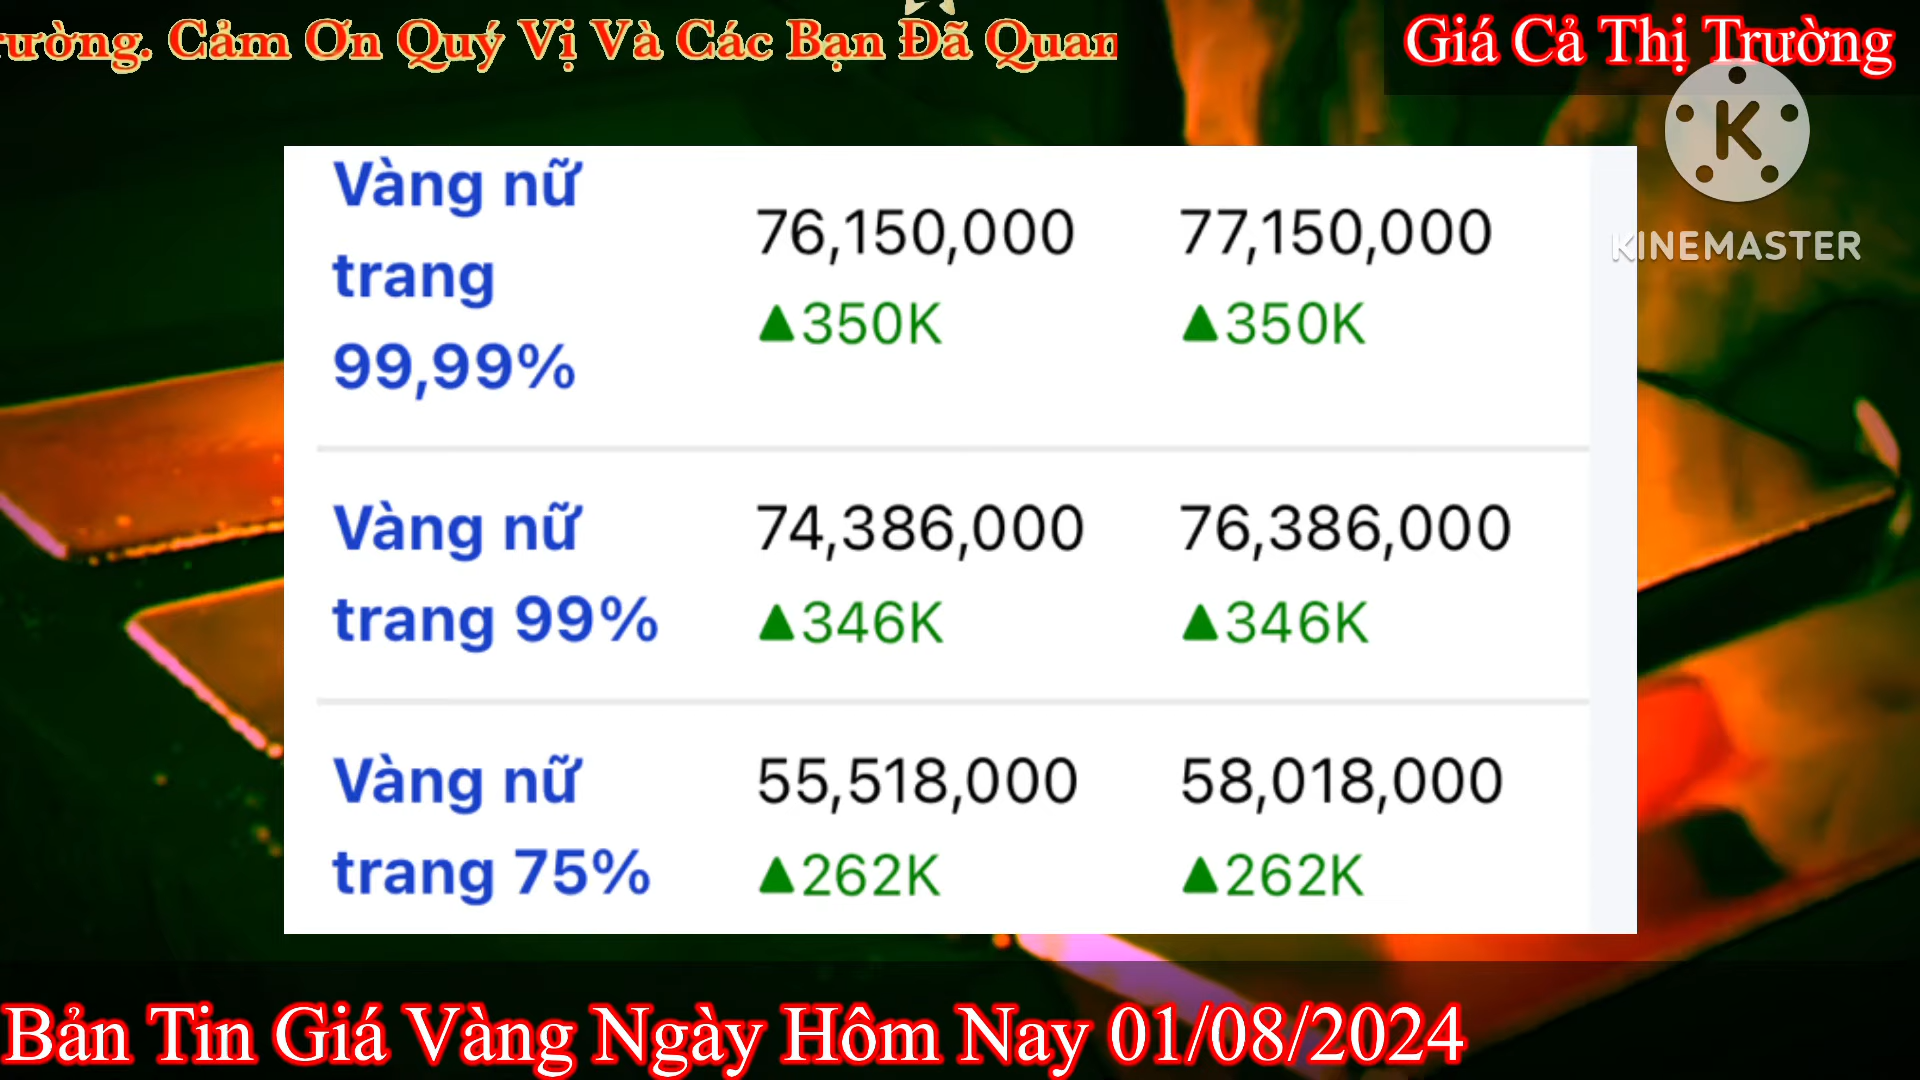 rường. Cảm Ơn Quý Vị Và Các Bạn Đã Quan
Giá Cả Thị Trường
K
KINEMASTER
Vàng nữ
trang
99,99%
76,150,000
77,150,000
▲350K
▲350K
Vàng nữ
trang 99%
74,386,000
76,386,000
▲346K
▲346K
Vàng nữ
trang 75%
55,518,000
58,018,000
▲262K
▲262K
Bản Tin Giá Vàng Ngày Hôm Nay 01/08/2024